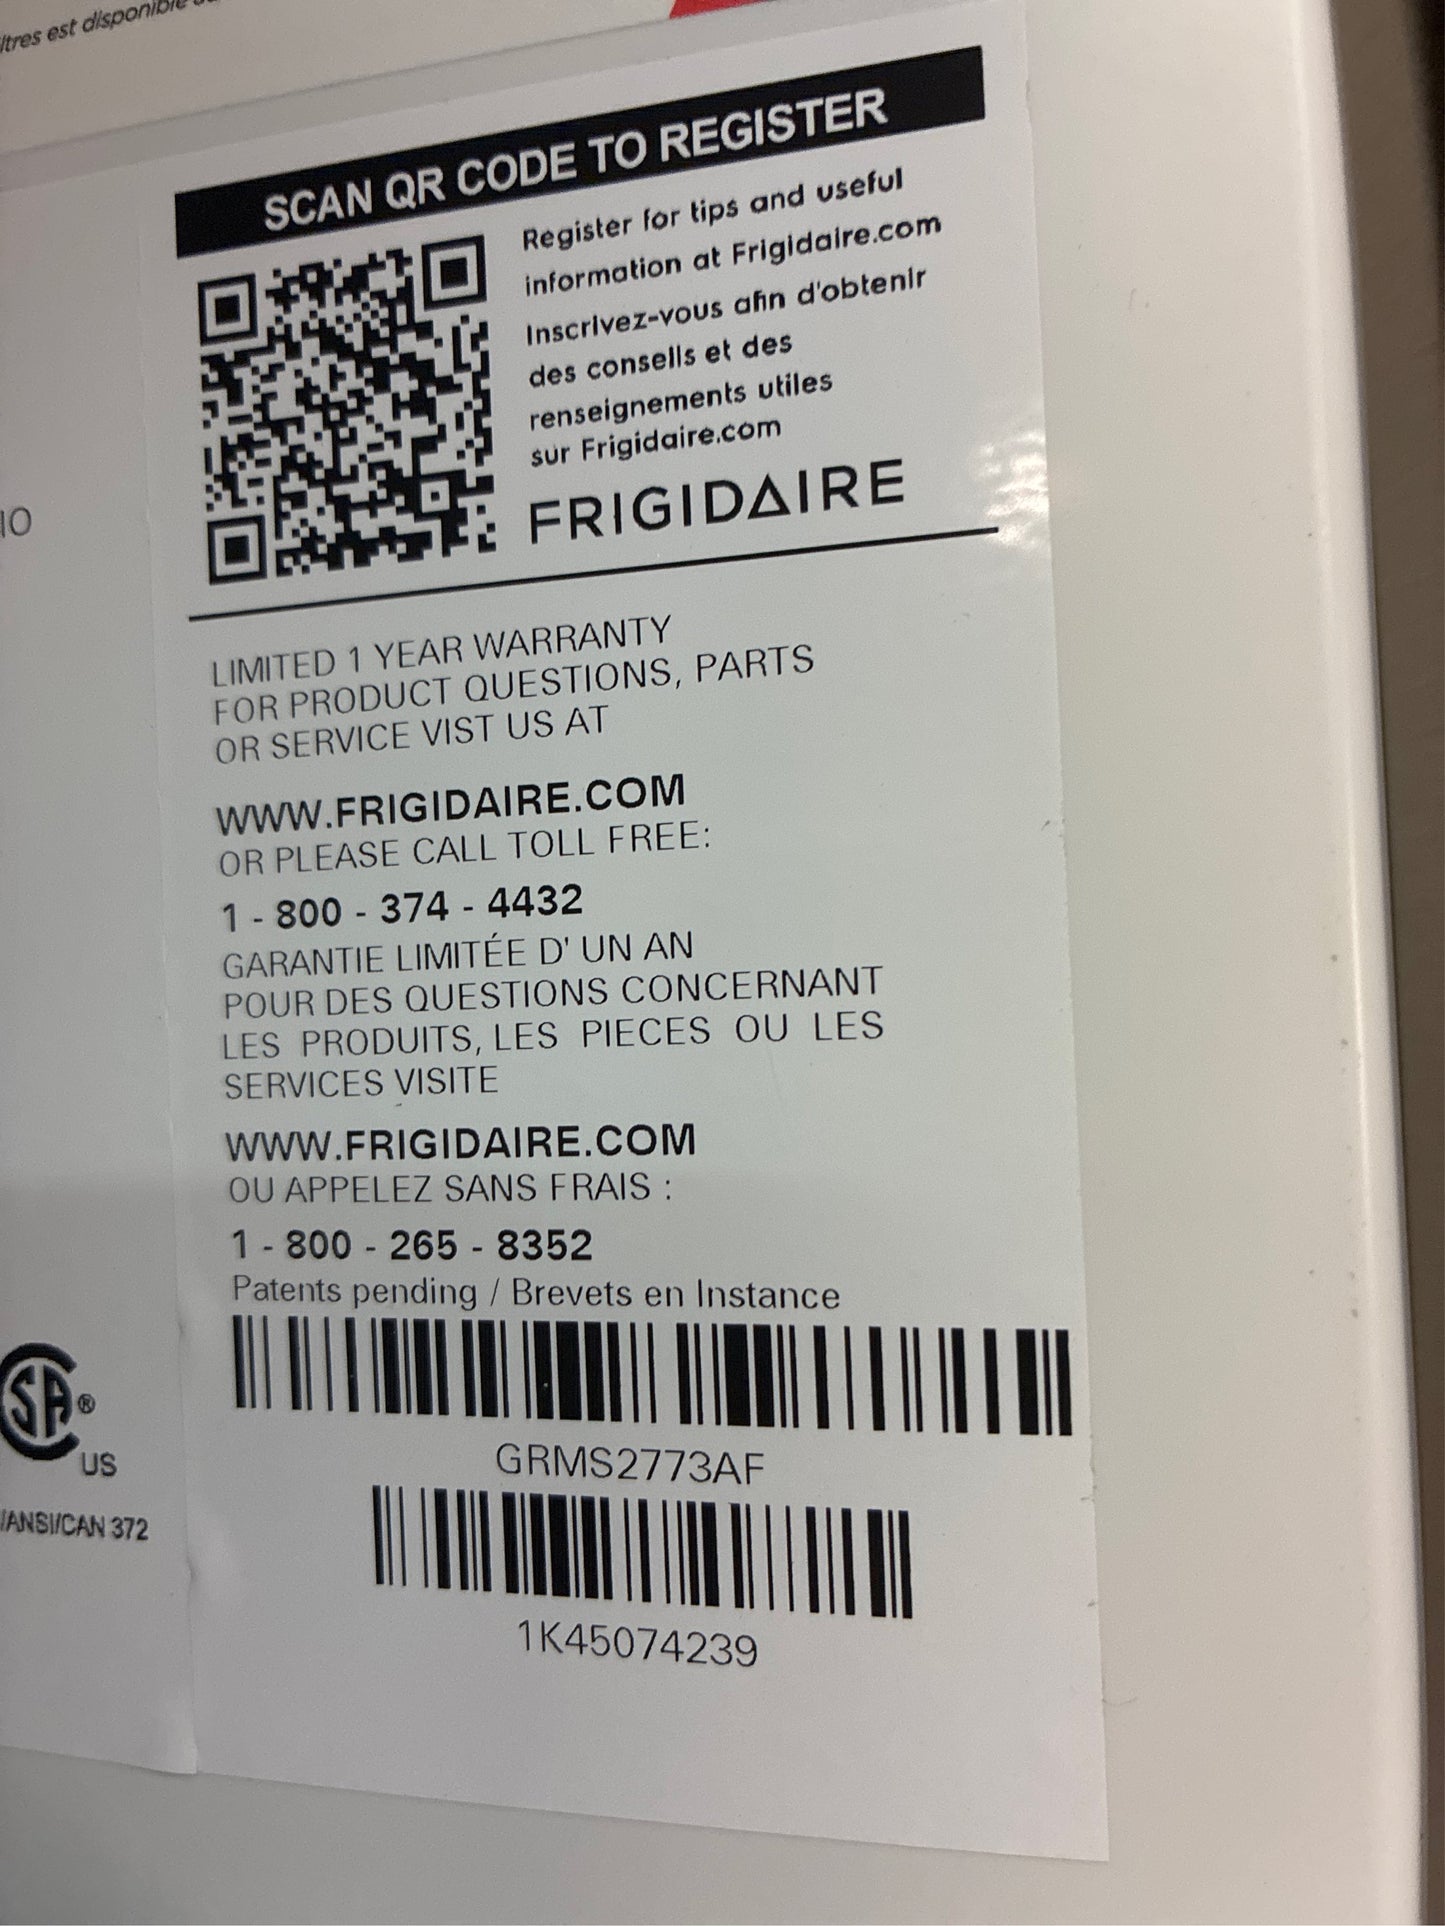 ltres est disponible
SCAN QR CODE TO REGISTER
Register for tips and useful
information at Frigidaire.com
Inscrivez-vous afin d'obtenir
des conseils et des
renseignements utiles
sur Frigidaire.com
FRIGIDAIRE
IO
LIMITED 1 YEAR WARRANTY
FOR PRODUCT QUESTIONS, PARTS
OR SERVICE VIST US AT
WWW.FRIGIDAIRE.COM
OR PLEASE CALL TOLL FREE:
1 - 800 - 374 - 4432
GARANTIE LIMITÉE D' UN AN
POUR DES QUESTIONS CONCERNANT
LES PRODUITS, LES PIECES OU LES
SERVICES VISITE
WWW.FRIGIDAIRE.COM
OU APPELEZ SANS FRAIS :
1 - 800 - 265 - 8352
Patents pending / Brevets en Instance
SA®
US
/ANSI/CAN 372
GRMS2773AF
1K45074239